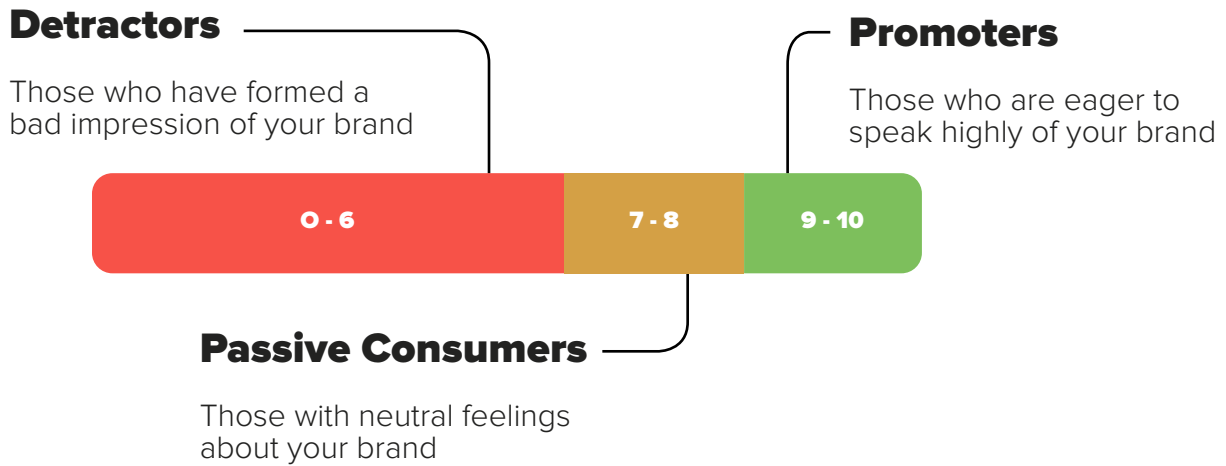 Detractors
Those who have formed a
bad impression of your brand
Promoters
Those who are eager to
speak highly of your brand
0 - 6
7 - 8
9 - 10
Passive Consumers
Those with neutral feelings
about your brand